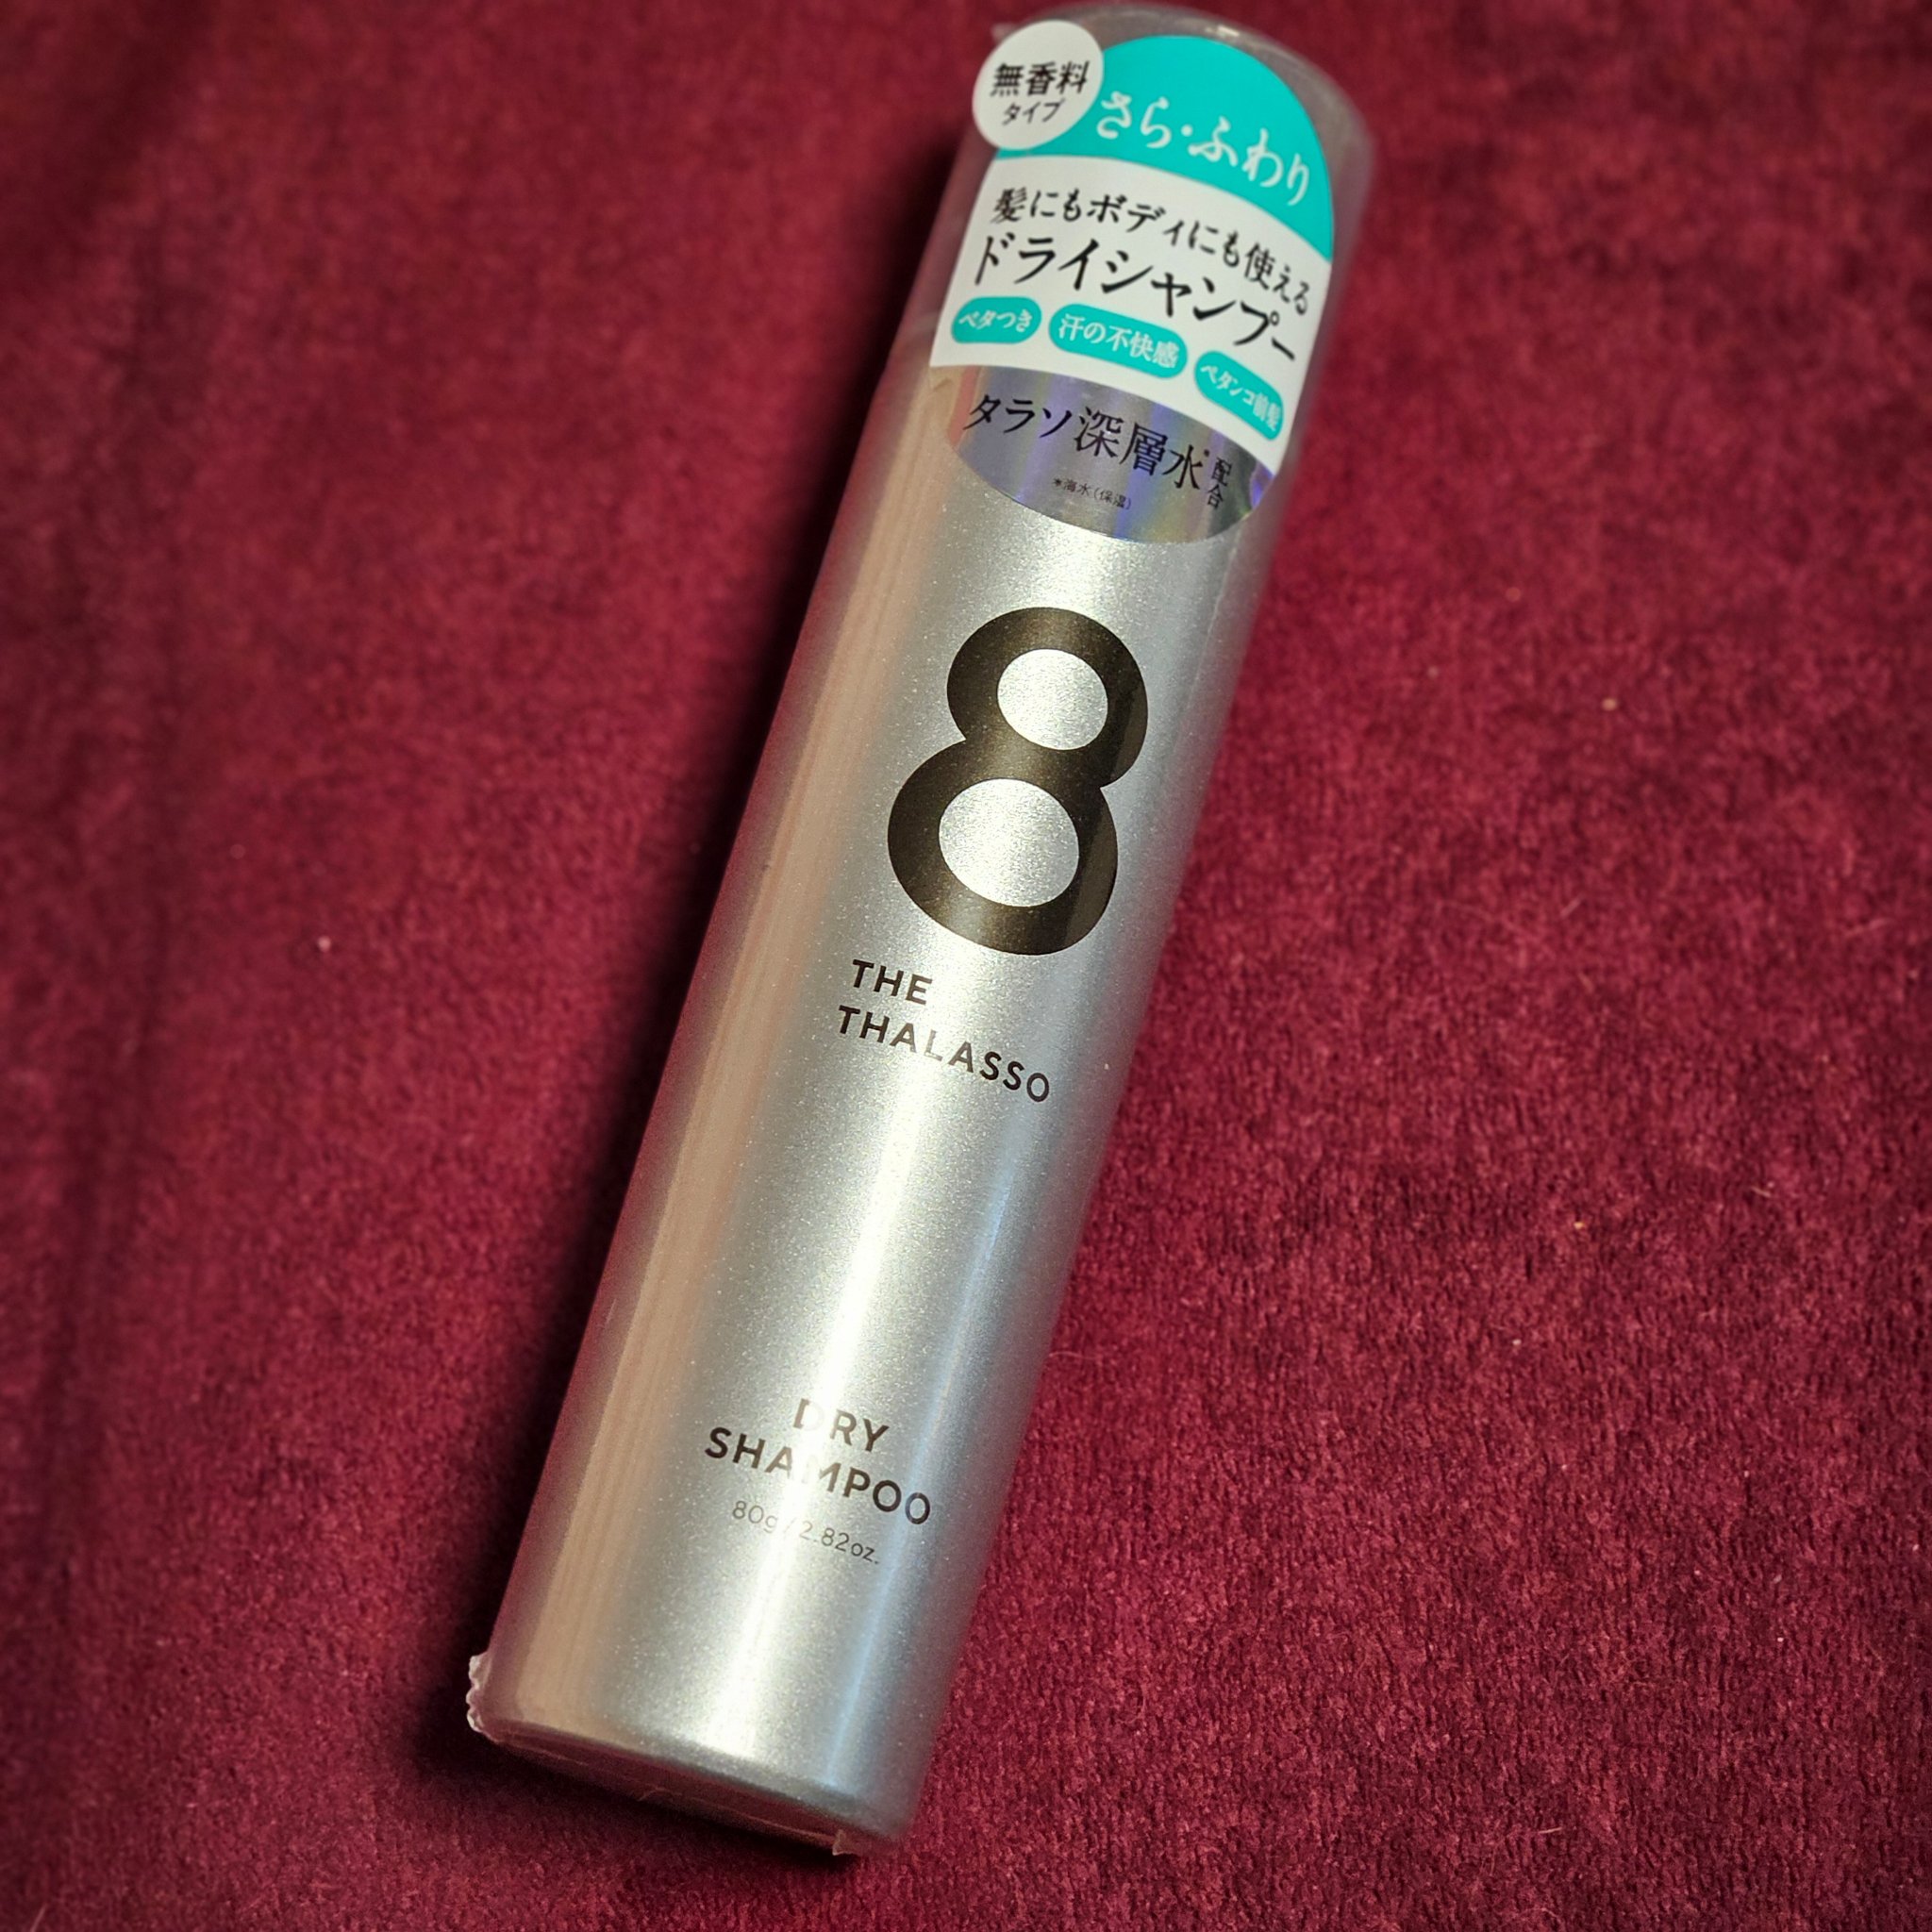 無香料
タイプ
さら・ふわり
髪にもボディにも使える
ドライシャンプー
ベタつき 汗の不快感 ペタンコ前髪
タラソ深層水*配合
*海水(保湿)
8
THE
THALASSO
DRY
SHAMPOO
80g / 2.82oz.